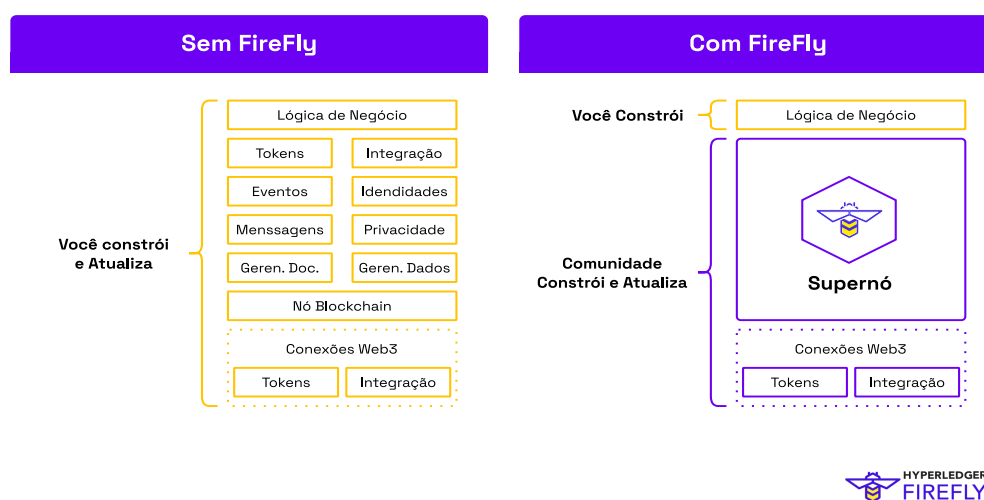 Sem FireFly
Lógica de Negócio
Tokens
Integração
Eventos
Idendidades
Menssagens
Privacidade
Você constrói
e Atualiza
Geren. Doc.
Geren. Dados
Nó Blockchain
Conexões Web3
Tokens
Integração
Com FireFly
Você Constrói
Lógica de Negócio
Comunidade
Constrói e Atualiza
Supernó
Conexões Web3
Tokens
Integração
HYPERLEDGER
FIREFLY